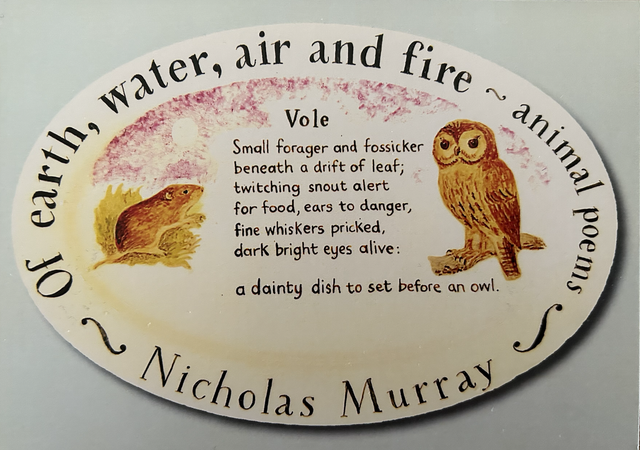 Of earth, water, air and fire ~ animal poems
Vole
Small forager and fossicker
beneath a drift of leaf;
twitching snout alert
for food, ears to danger,
fine whiskers pricked,
dark bright eyes alive:
a dainty dish to set before an owl.
~ Nicholas Murray ~